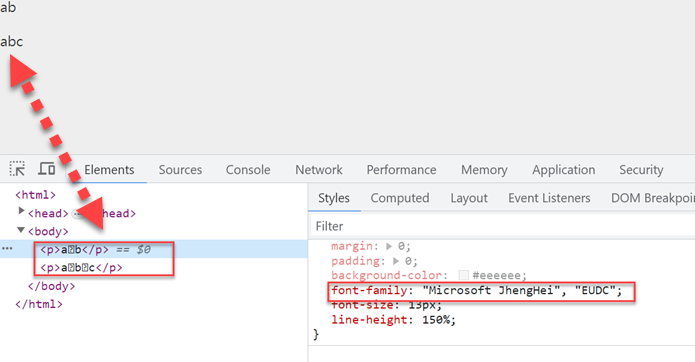 ab
abc
Elements Sources Console Network Performance Memory Application Security
<html>
<head> ⋯ </head>
<body>
⋯ <p>a􏿮b</p> == $0
<p>a􏿮b􏿮c</p>
</body>
</html>
Styles Computed Layout Event Listeners DOM Breakpoin
Filter
margin: 0;
padding: 0;
background-color: #eeeeee;
font-family: "Microsoft JhengHei", "EUDC";
font-size: 13px;
line-height: 150%;
}